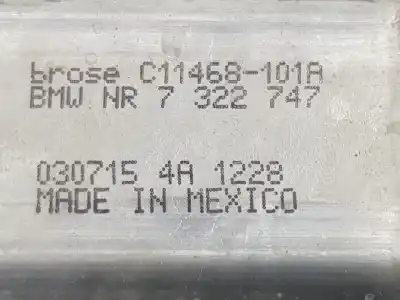 brose C11468-101A
BMW NR 7 322 747
030715 4A 1228
MADE IN MEXICO